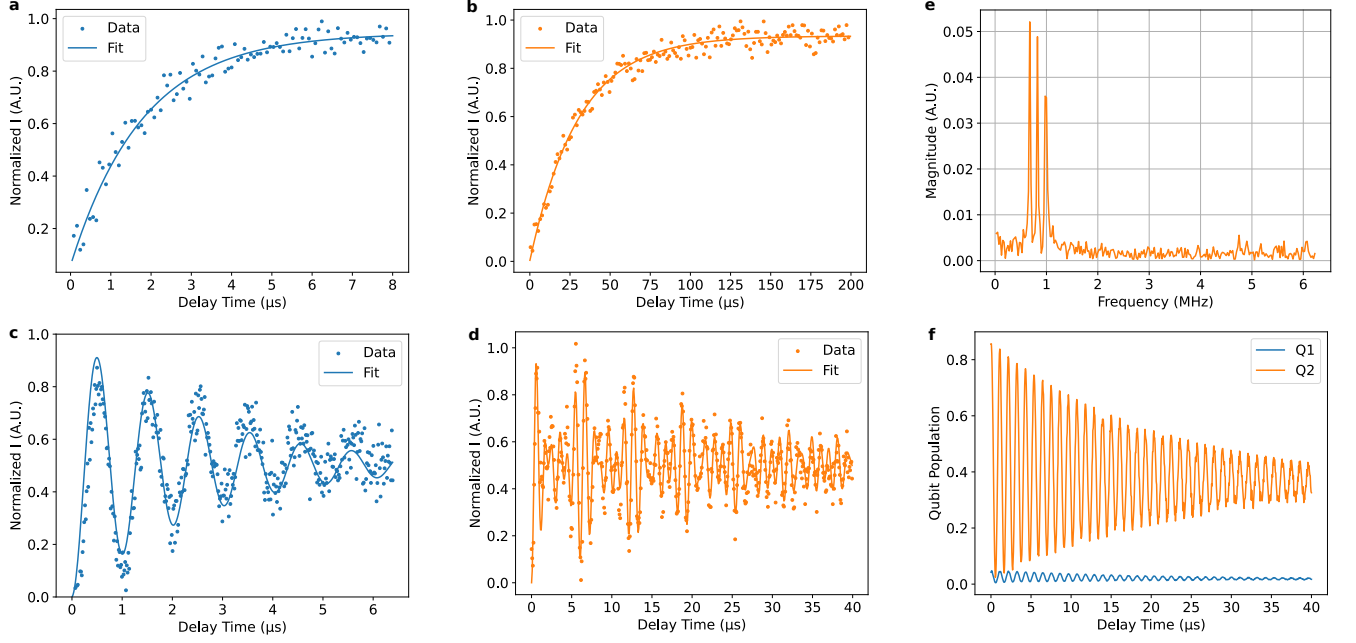 a
Data
Fit
1.0
0.8
0.6
0.4
0.2
Normalized I (A.U.)
0 1 2 3 4 5 6 7 8
Delay Time (μs)
b
Data
Fit
1.0
0.8
0.6
0.4
0.2
0.0
Normalized I (A.U.)
0 25 50 75 100 125 150 175 200
Delay Time (μs)
e
0.05
0.04
0.03
0.02
0.01
0.00
Magnitude (A.U.)
0 1 2 3 4 5 6
Frequency (MHz)
c
Data
Fit
1.0
0.8
0.6
0.4
0.2
0.0
Normalized I (A.U.)
0 1 2 3 4 5 6
Delay Time (μs)
d
Data
Fit
1.0
0.8
0.6
0.4
0.2
0.0
Normalized I (A.U.)
0 5 10 15 20 25 30 35 40
Delay Time (μs)
f
Q1
Q2
0.8
0.6
0.4
0.2
0.0
Qubit Population
0 5 10 15 20 25 30 35 40
Delay Time (μs)